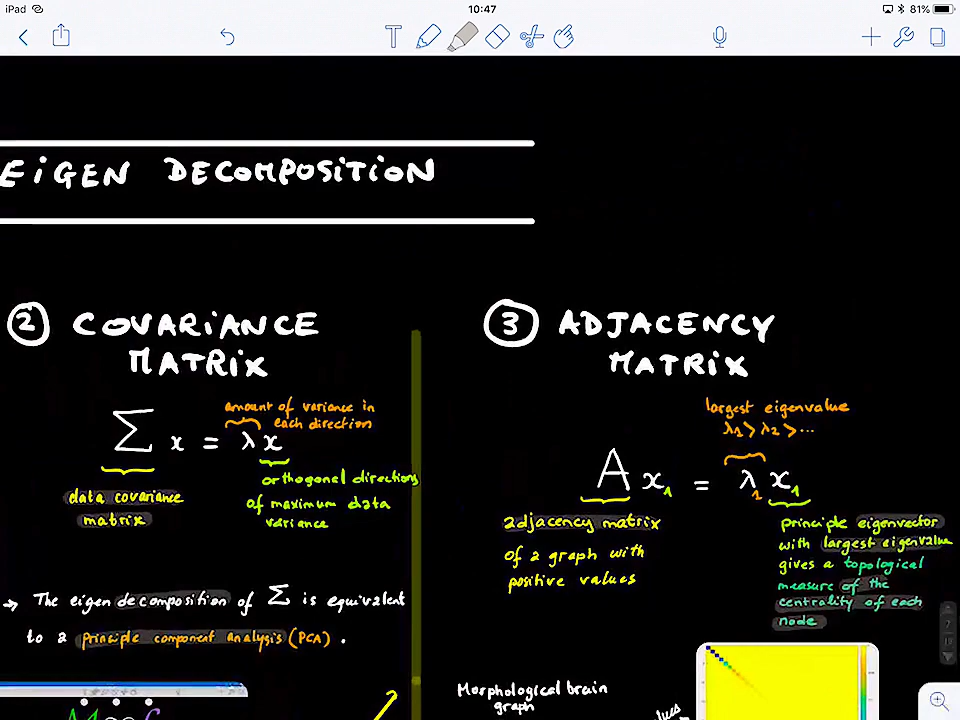 iPad
10:47
81%
EiGEN DECOMPOSITiON
2 COVARiANCE
MATRiX
amount of variance in
each direction
Σ x = λ x
orthogonal directions
of maximum data
variance
data covariance
matrix
→ The eigen decomposition of Σ is equivalent
to a principle component analysis (PCA).
3 ADJACENCY
MATRiX
largest eigenvalue
λ1 > λ2 > ...
A x1 = λ1 x1
adjacency matrix
of a graph with
positive values
principle eigenvector
with largest eigenvalue
gives a topological
measure of the
centrality of each
node
Morphological brain
graph